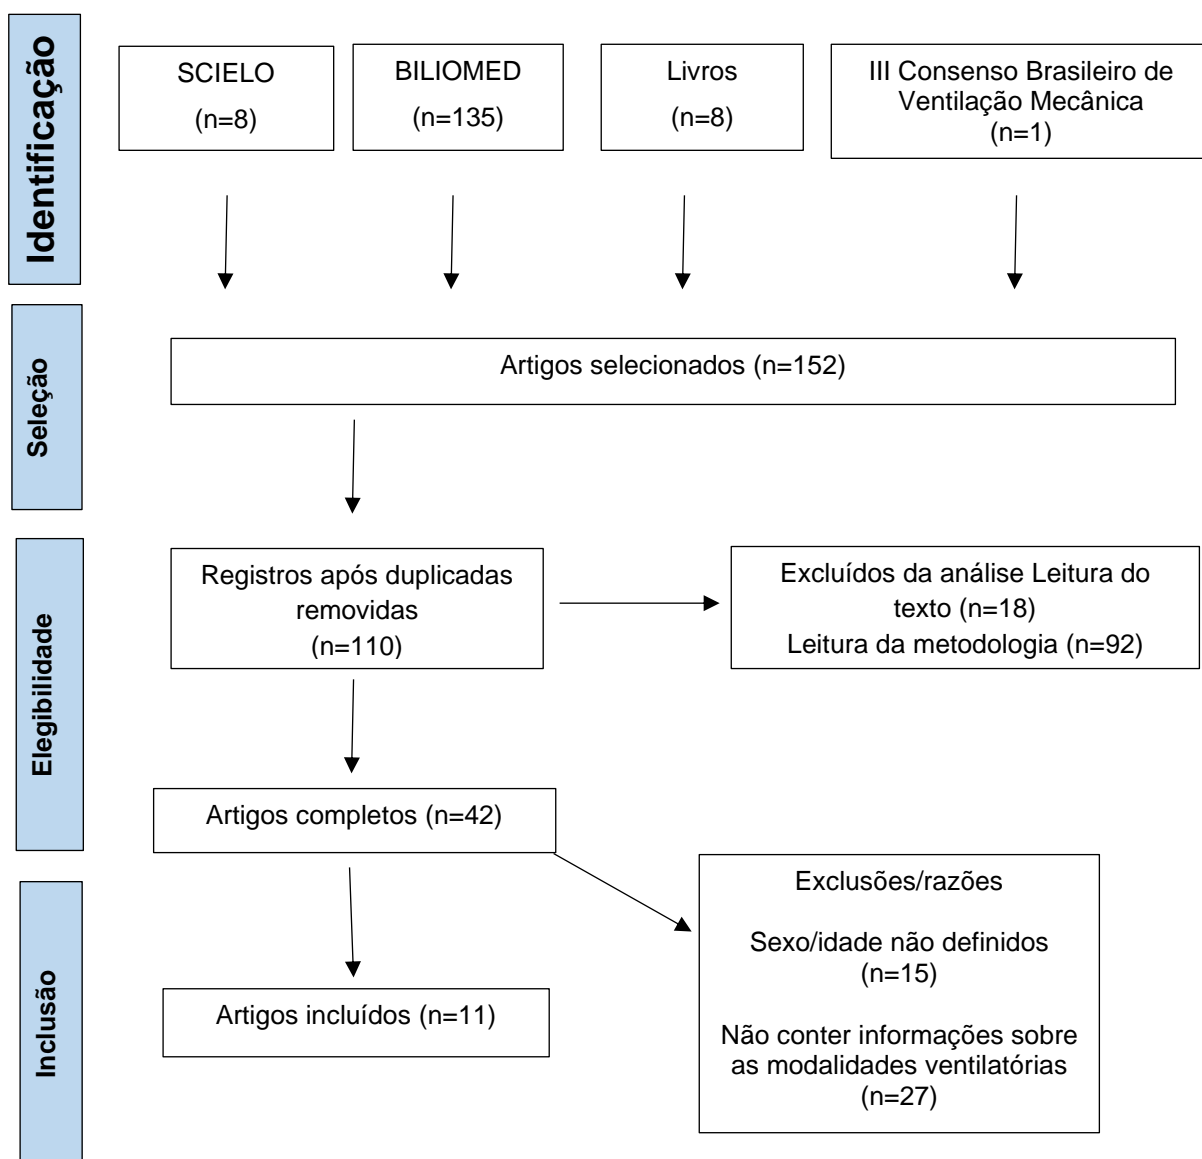 Identificação
SCIELO
(n=8)
BILIOMED
(n=135)
Livros
(n=8)
III Consenso Brasileiro de
Ventilação Mecânica
(n=1)
Seleção
Artigos selecionados (n=152)
Elegibilidade
Registros após duplicadas
removidas
(n=110)
Excluídos da análise Leitura do
texto (n=18)
Leitura da metodologia (n=92)
Artigos completos (n=42)
Inclusão
Artigos incluídos (n=11)
Exclusões/razões
Sexo/idade não definidos
(n=15)
Não conter informações sobre
as modalidades ventilatórias
(n=27)